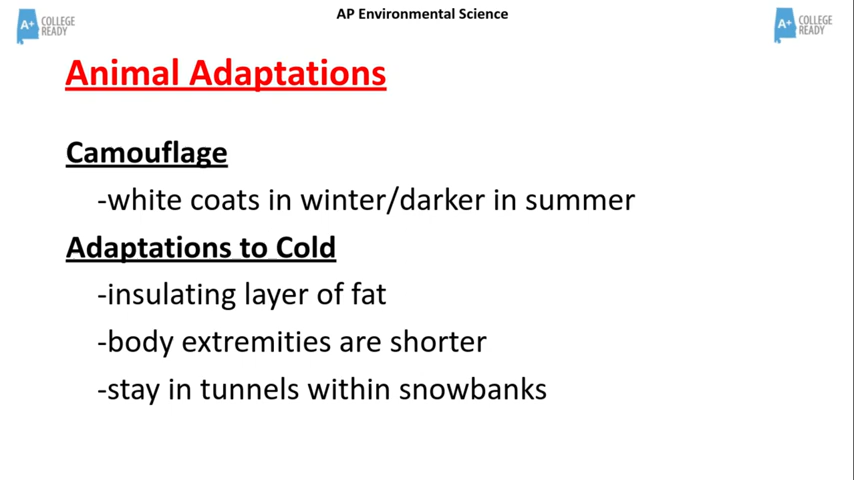 AP Environmental Science
A+ COLLEGE READY
A+ COLLEGE READY
Animal Adaptations
Camouflage
-white coats in winter/darker in summer
Adaptations to Cold
-insulating layer of fat
-body extremities are shorter
-stay in tunnels within snowbanks